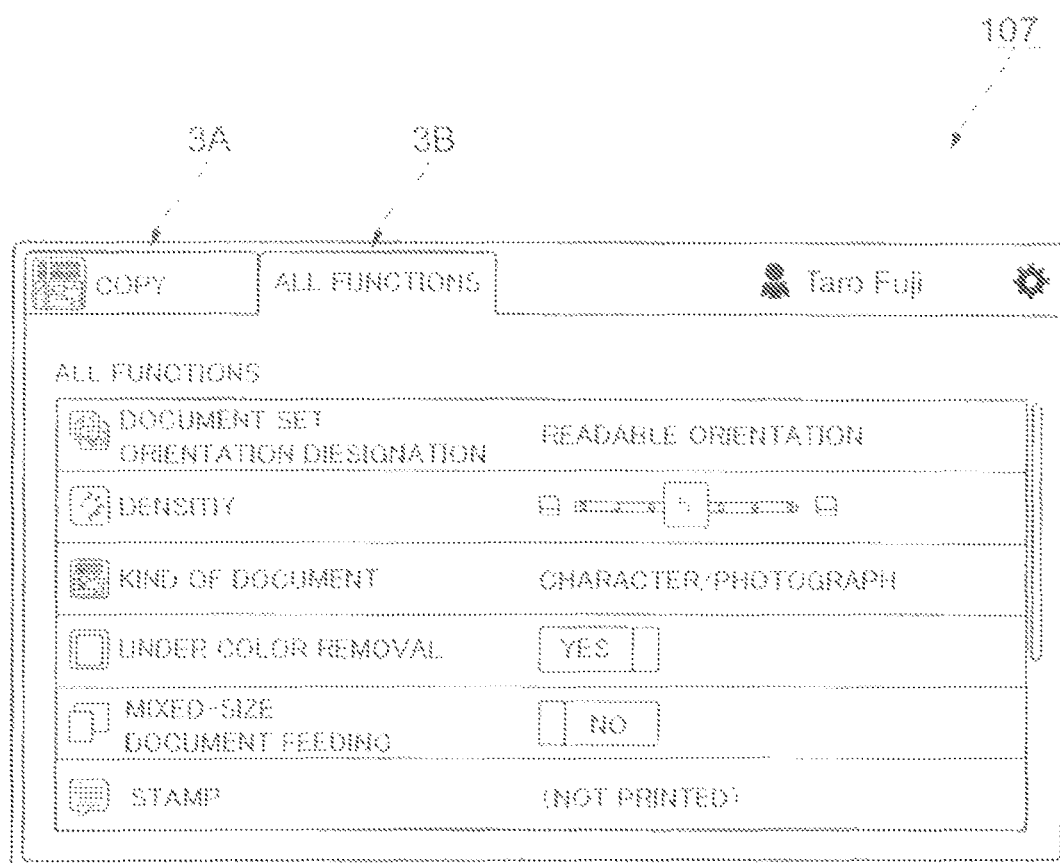 107
3A 3B
COPY ALL FUNCTIONS Taro Fuji
ALL FUNCTIONS
DOCUMENT SET
ORIENTATION DIESIGNATION READABLE ORIENTATION
DENSITIY
KIND OF DOCUMENT CHARACTER/PHOTOGRAPH
UNDER COLOR REMOVAL YES
MIXED-SIZE
DOCUMENT FEEDING NO
STAMP (NOT PRINTED)